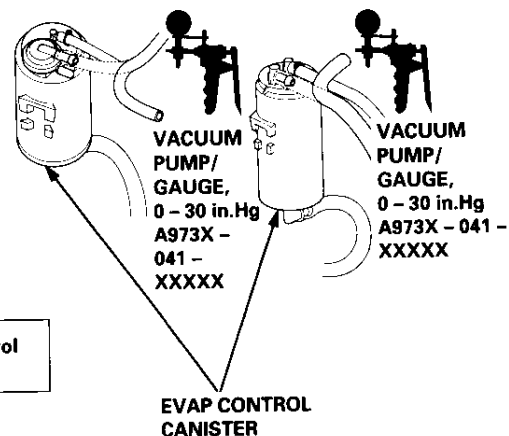 VACUUM
PUMP/
GAUGE,
0 – 30 in.Hg
A973X –
041 –
XXXXX
VACUUM
PUMP/
GAUGE,
0 – 30 in.Hg
A973X – 041 –
XXXXX
EVAP CONTROL
CANISTER